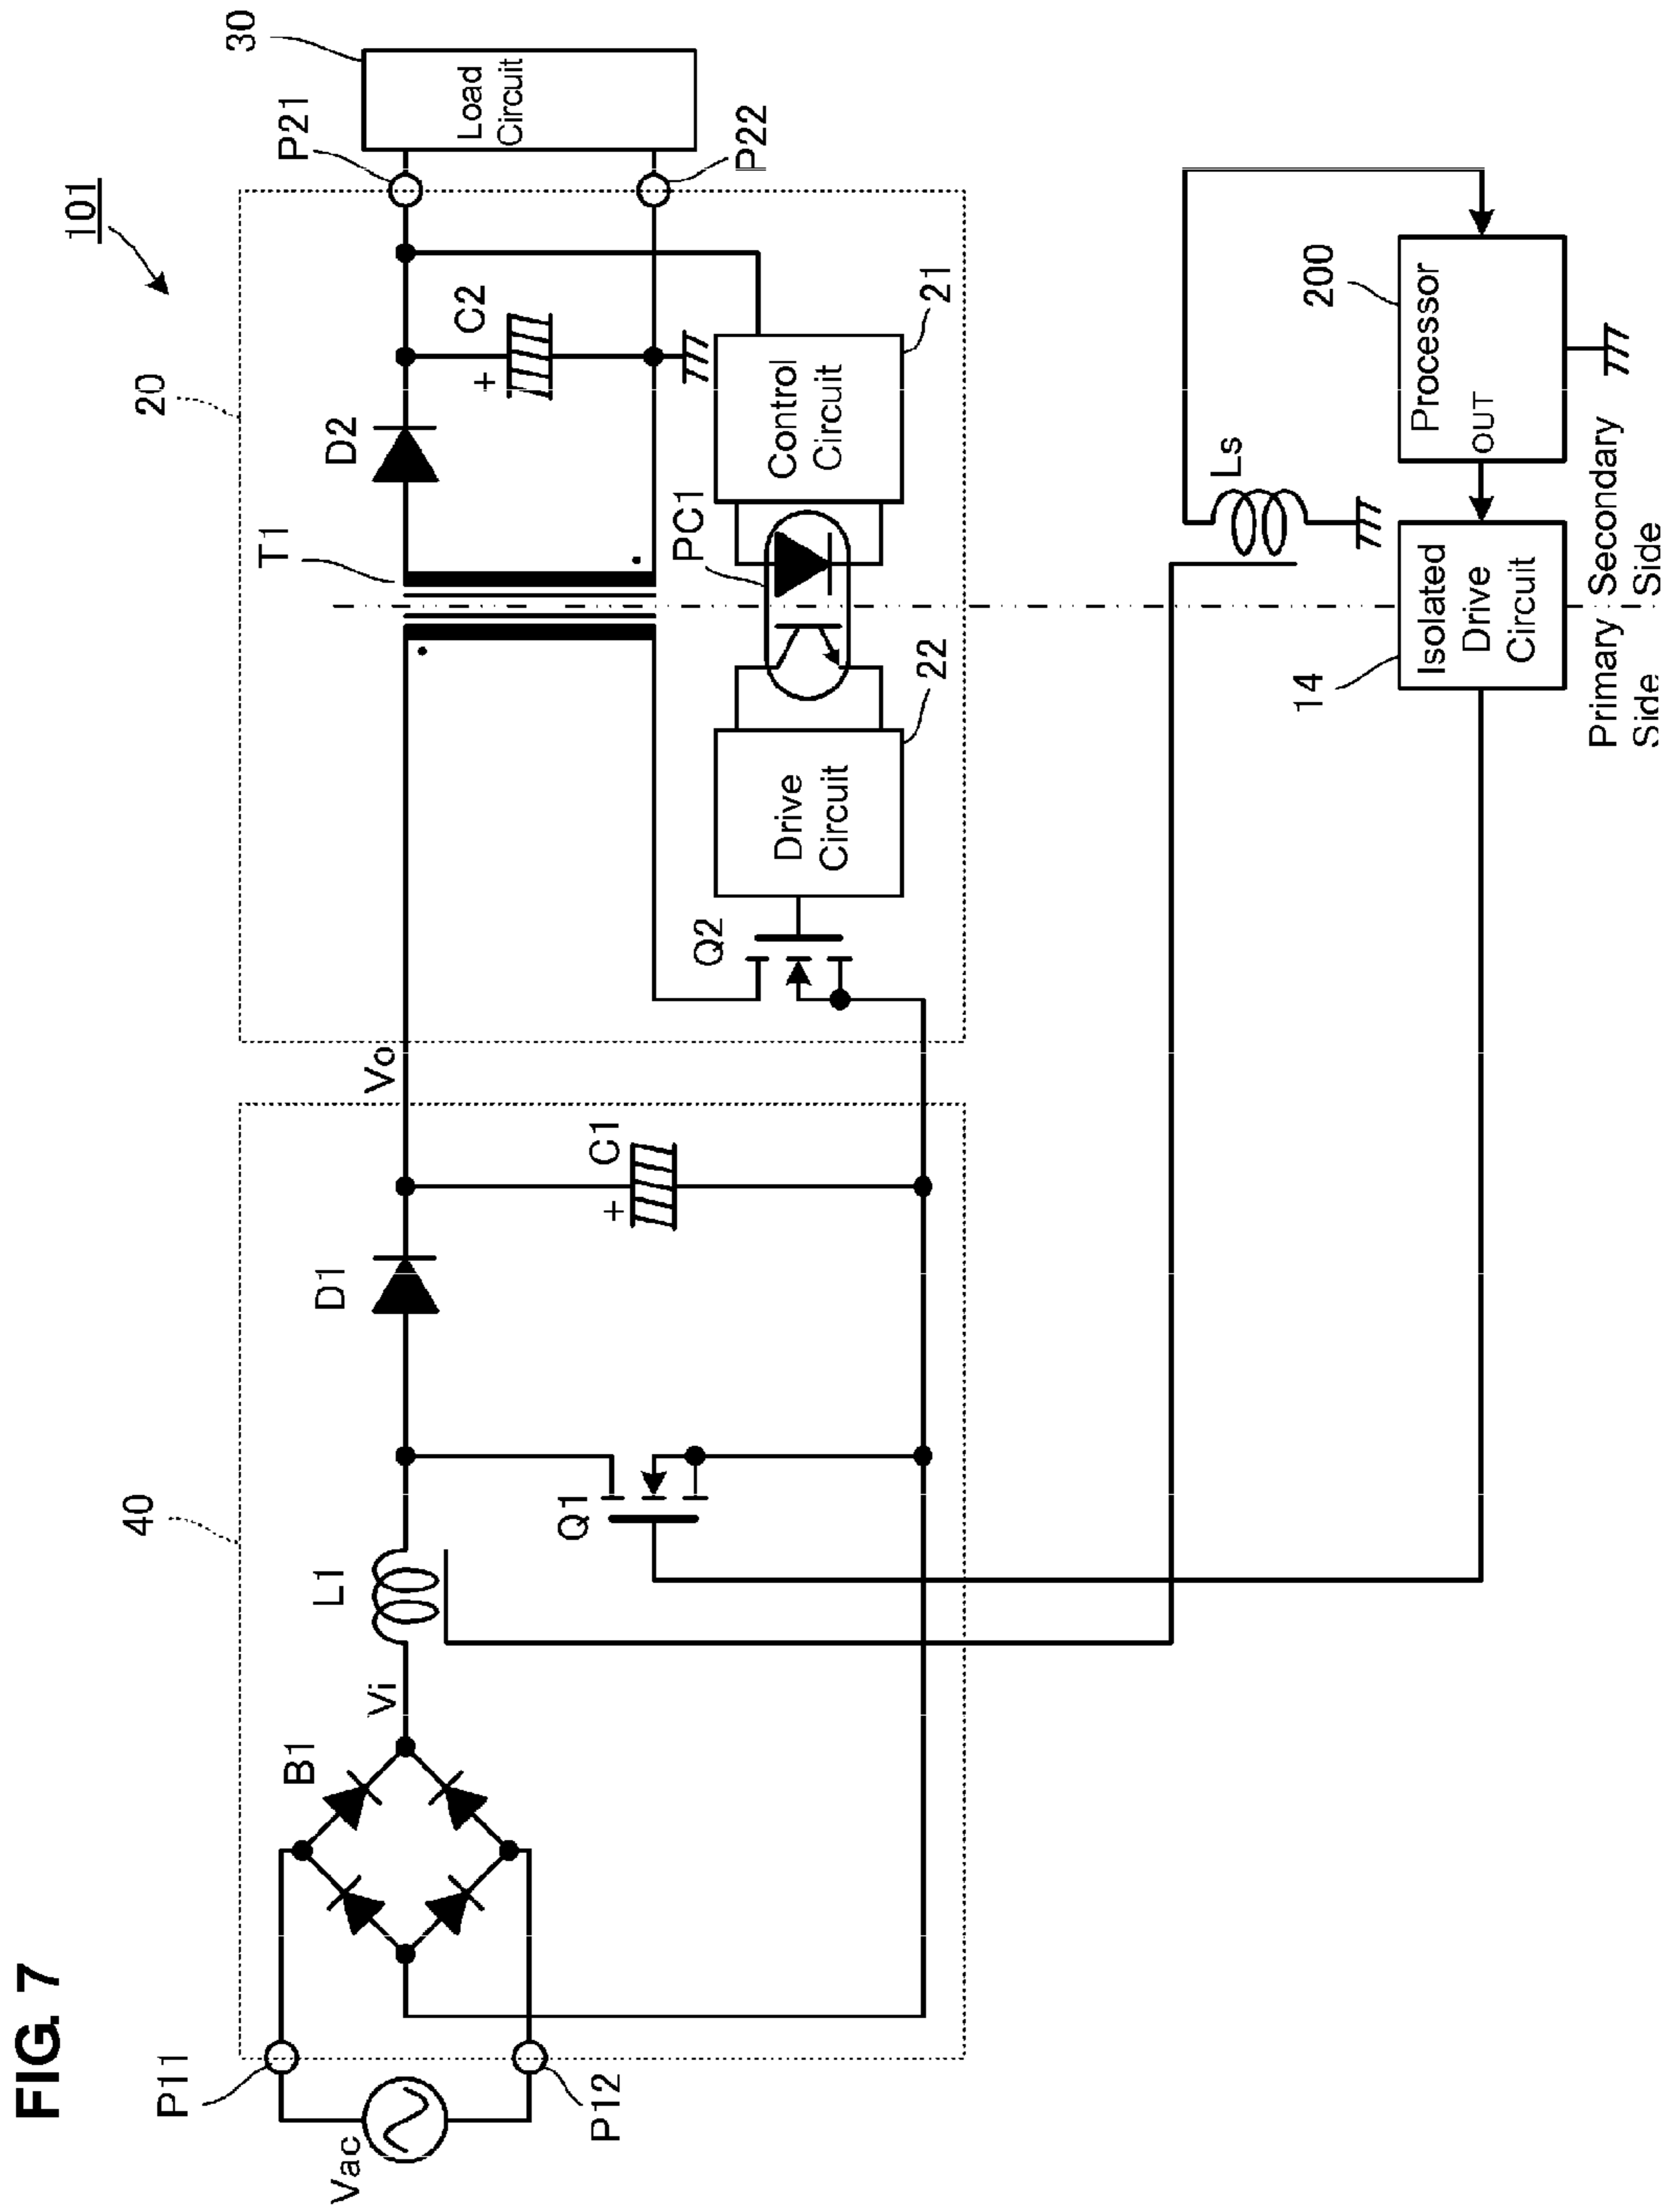 FIG. 7
101
40
20
30
P11
B1
L1
D1
T1
D2
P21
Vac
Vi
Vo
C2
+
Load
Circuit
P12
Q1
C1
+
Q2
PC1
P22
Drive
Circuit
Control
Circuit
22
21
Ls
14
200
Isolated
Drive
Circuit
Processor
OUT
Primary
Side
Secondary
Side